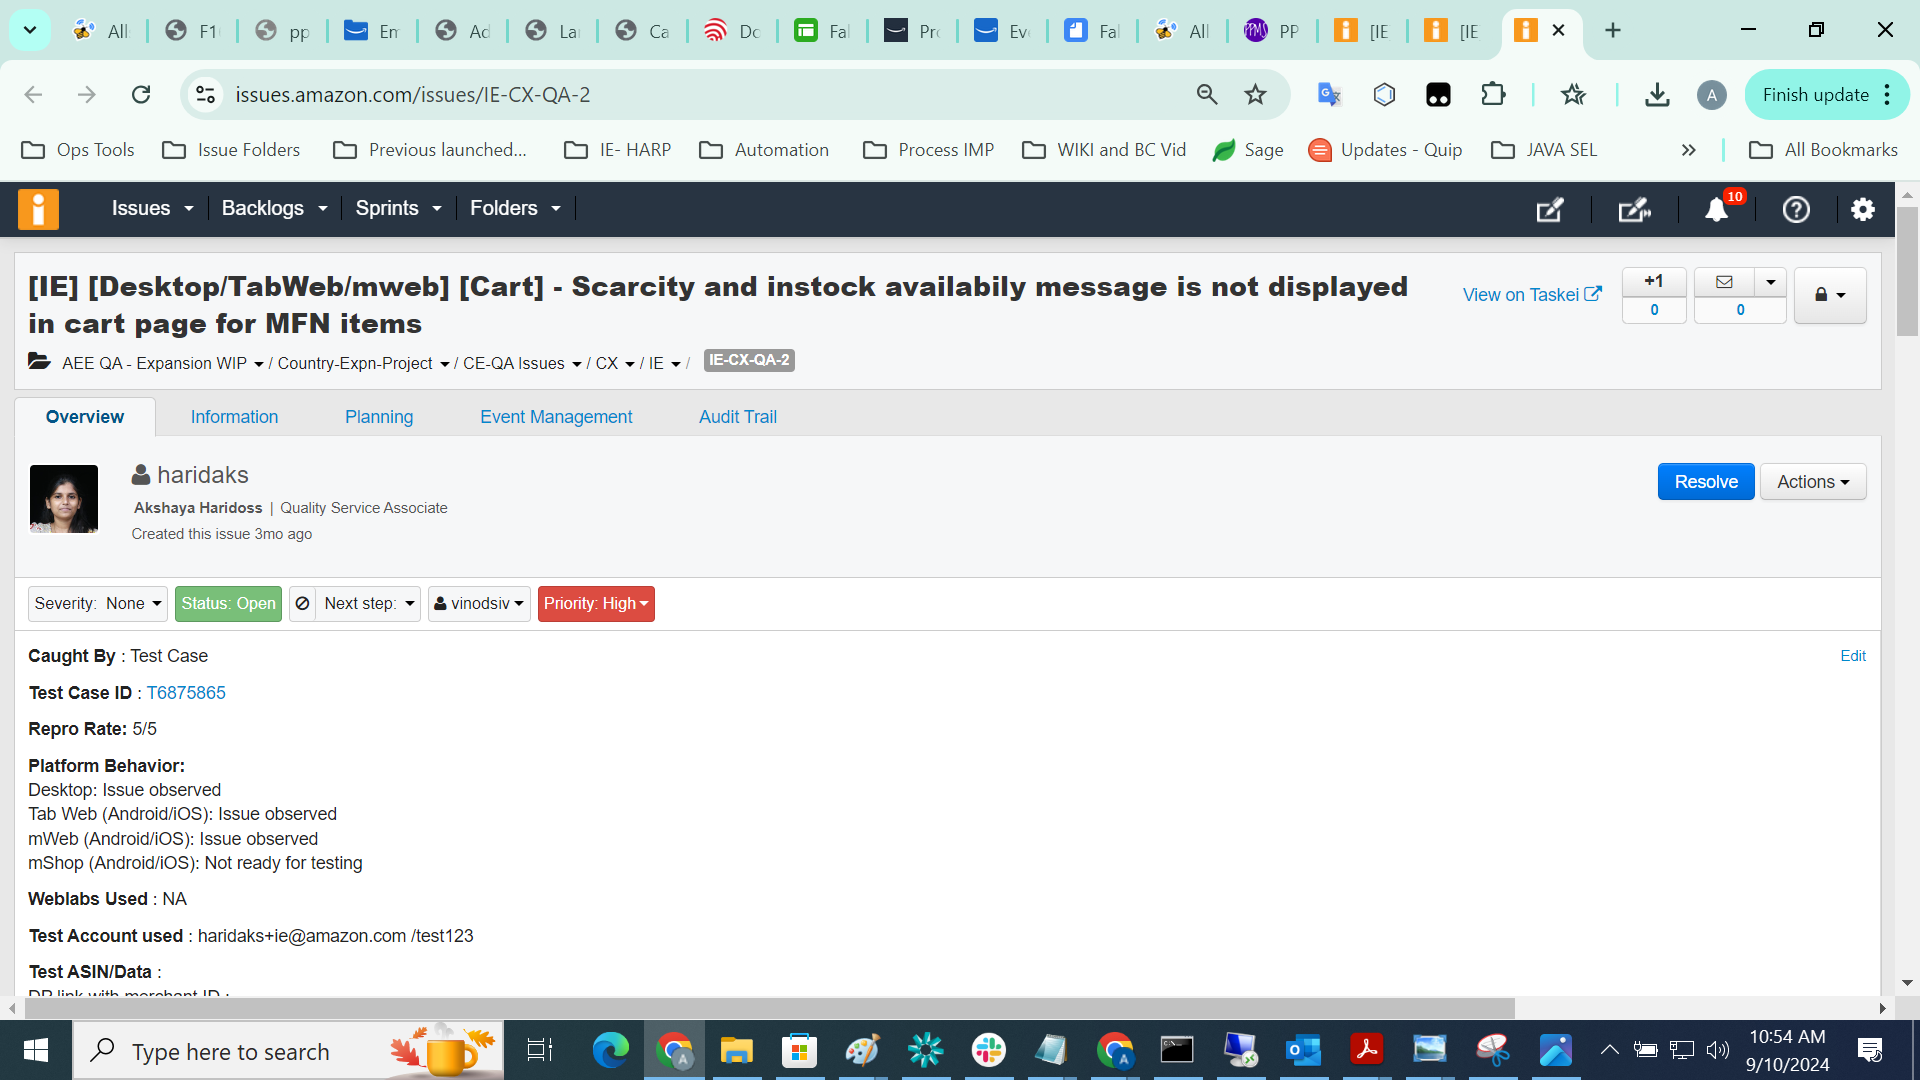 All
F1
pp
Em
Ad
La
Ca
Do
Fal
Pro
Eve
Fal
All
PP
[IE
[IE
issues.amazon.com/issues/IE-CX-QA-2
A
Finish update
Ops Tools
Issue Folders
Previous launched...
IE- HARP
Automation
Process IMP
WIKI and BC Vid
Sage
Updates - Quip
JAVA SEL
»
All Bookmarks
Issues
Backlogs
Sprints
Folders
10
[IE] [Desktop/TabWeb/mweb] [Cart] - Scarcity and instock availabily message is not displayed
in cart page for MFN items
View on Taskei
+1
0
0
AEE QA - Expansion WIP / Country-Expn-Project / CE-QA Issues / CX / IE / IE-CX-QA-2
Overview
Information
Planning
Event Management
Audit Trail
haridaks
Akshaya Haridoss | Quality Service Associate
Created this issue 3mo ago
Resolve
Actions
Severity: None
Status: Open
Next step:
vinodsiv
Priority: High
Caught By : Test Case
Edit
Test Case ID : T6875865
Repro Rate: 5/5
Platform Behavior:
Desktop: Issue observed
Tab Web (Android/iOS): Issue observed
mWeb (Android/iOS): Issue observed
mShop (Android/iOS): Not ready for testing
Weblabs Used : NA
Test Account used : haridaks+ie@amazon.com /test123
Test ASIN/Data :
DP link with merchant ID :
Type here to search
10:54 AM
9/10/2024